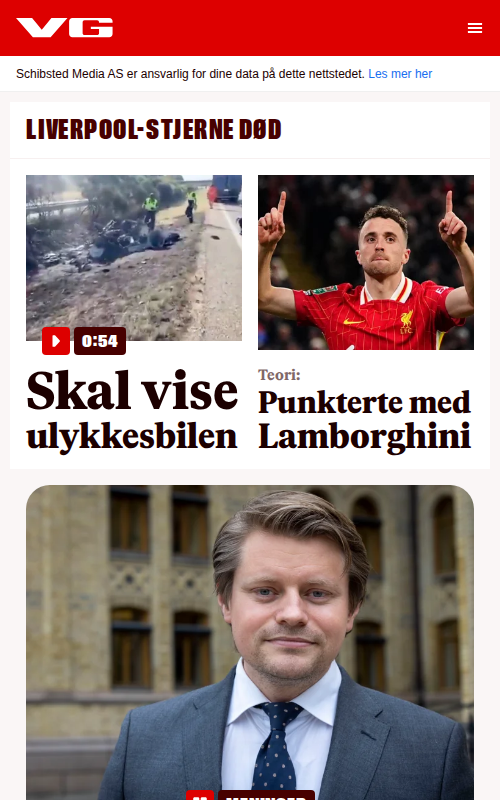 VG
Schibsted Media AS er ansvarlig for dine data på dette nettstedet. Les mer her
LIVERPOOL-STJERNE DØD
0:54
Skal vise
ulykkesbilen
Teori:
Punkterte med
Lamborghini